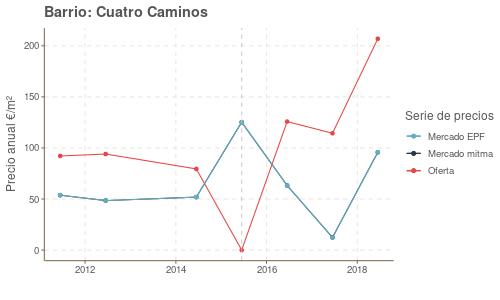 Barrio: Cuatro Caminos
Precio anual €/m²
200
150
100
50
0
2012
2014
2016
2018
Serie de precios
Mercado EPF
Mercado mitma
Oferta